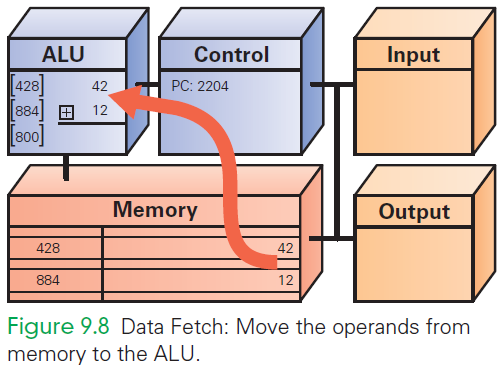 ALU
[428] 42
[884] + 12
[800]
Control
PC: 2204
Input
Memory
428 42
884 12
Output
Figure 9.8 Data Fetch: Move the operands from
memory to the ALU.